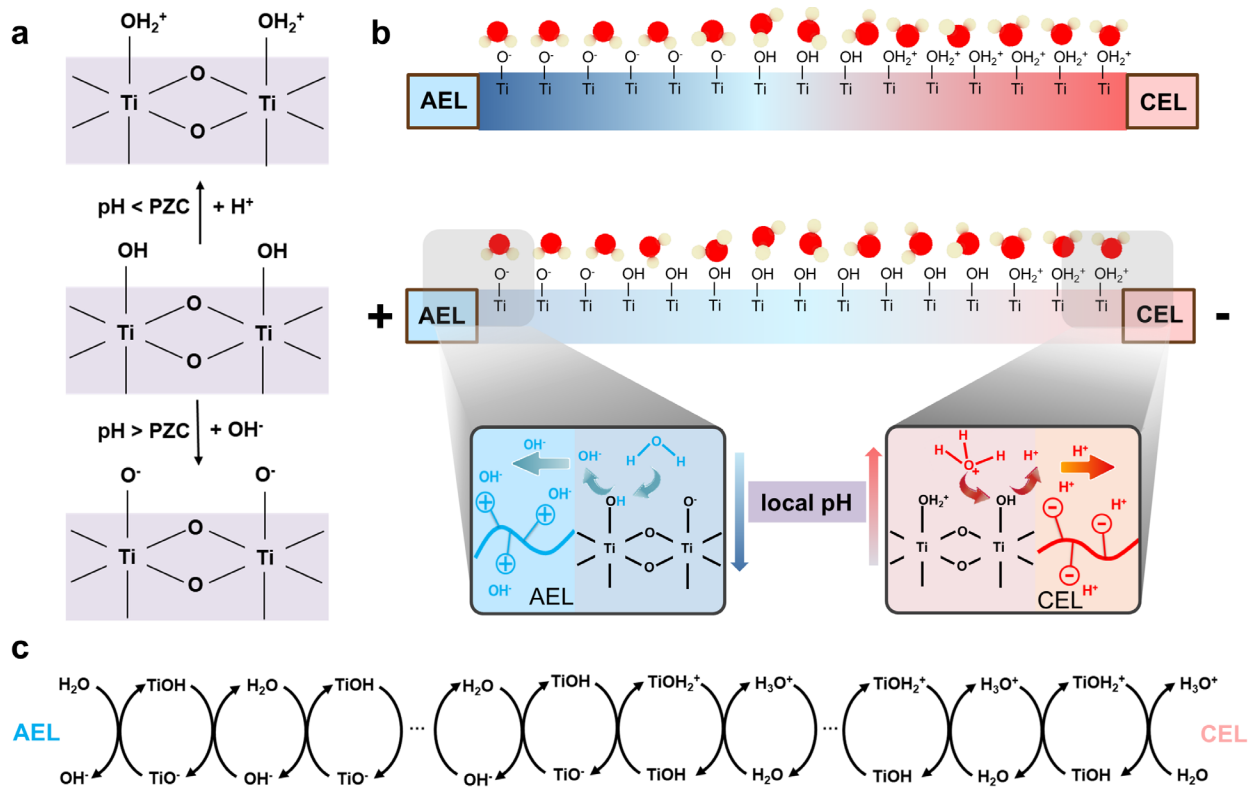 a
OH₂⁺ OH₂⁺
O
Ti Ti
O
pH < PZC + H⁺
OH OH
O
Ti Ti
O
pH > PZC + OH⁻
O⁻ O⁻
O
Ti Ti
O
b
O⁻ O⁻ O⁻ O⁻ O⁻ O⁻ OH OH OH OH₂⁺ OH₂⁺ OH₂⁺ OH₂⁺ OH₂⁺ OH₂⁺
AEL Ti Ti Ti Ti Ti Ti Ti Ti Ti Ti Ti Ti Ti Ti Ti CEL
O⁻ O⁻ O⁻ OH OH OH OH OH OH OH OH OH OH₂⁺ OH₂⁺ OH₂⁺
+ AEL Ti Ti Ti Ti Ti Ti Ti Ti Ti Ti Ti Ti Ti Ti Ti CEL -
OH⁻ OH⁻ O
H H
OH⁻ OH⁻
OH O⁻
+ + +
O
Ti Ti
O
OH⁻
AEL
local pH
H
H O H
+
H⁺ H⁺
H⁺
OH₂⁺ OH
− − −
O
Ti Ti
O
H⁺ H⁺
CEL
c
H₂O TiOH H₂O TiOH H₂O TiOH TiOH₂⁺ H₃O⁺ TiOH₂⁺ H₃O⁺ TiOH₂⁺ H₃O⁺
AEL ... ... CEL
OH⁻ TiO⁻ OH⁻ TiO⁻ OH⁻ TiO⁻ TiOH H₂O TiOH H₂O TiOH H₂O